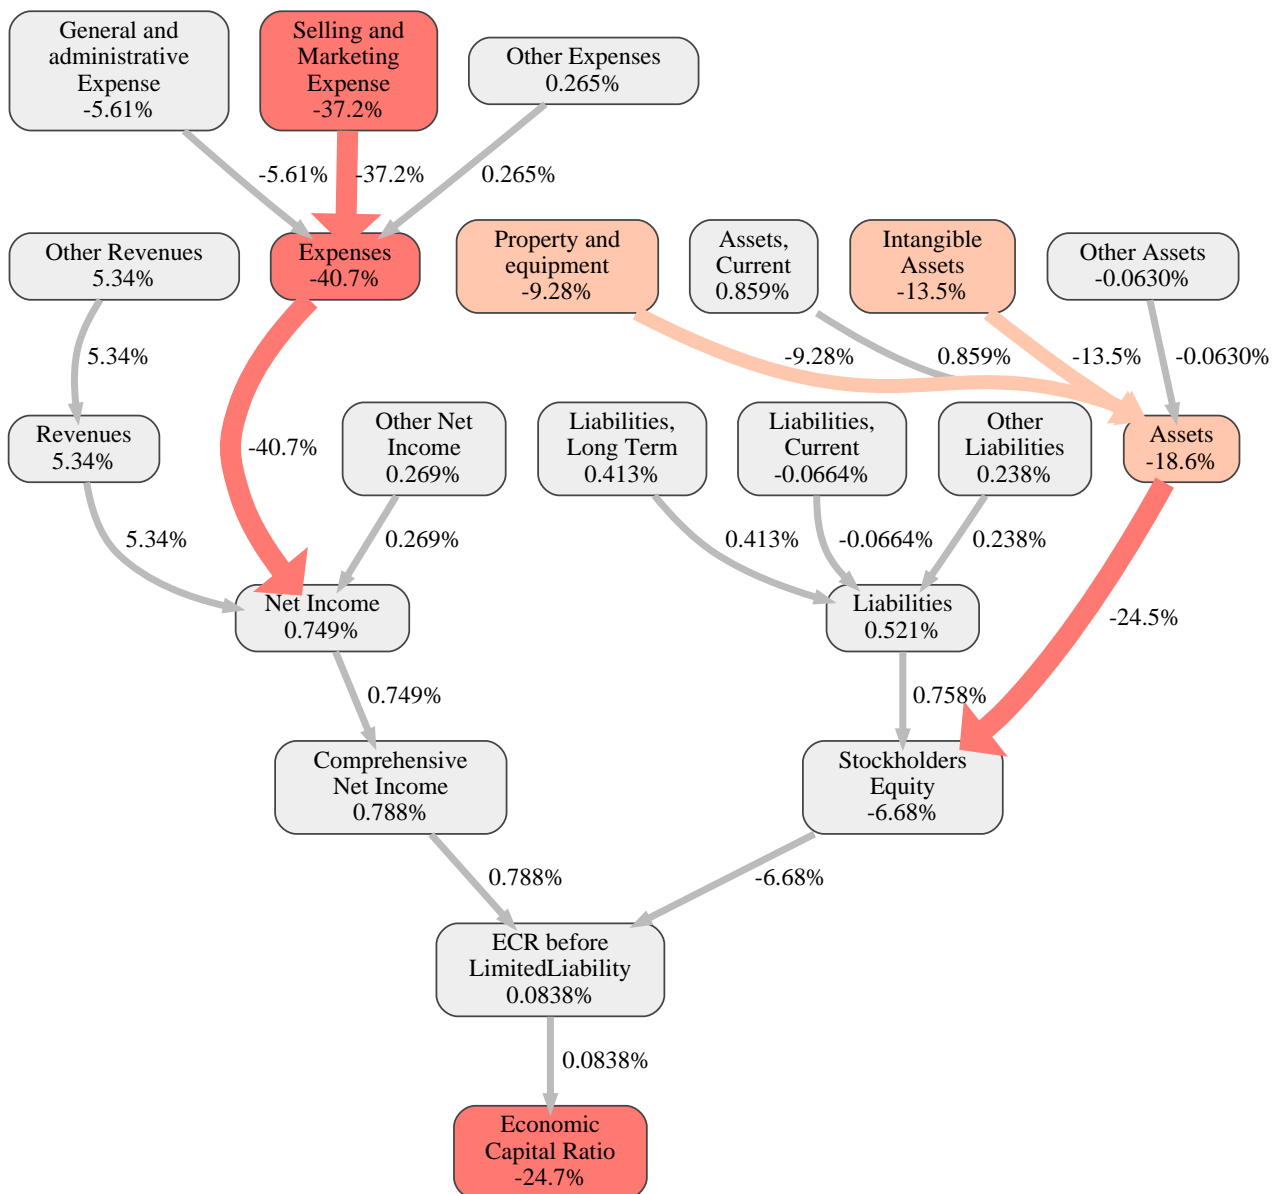 General and
administrative
Expense
-5.61%
Selling and
Marketing
Expense
-37.2%
Other Expenses
0.265%
-5.61%
-37.2%
0.265%
Other Revenues
5.34%
Expenses
-40.7%
Property and
equipment
-9.28%
Assets,
Current
0.859%
Intangible
Assets
-13.5%
Other Assets
-0.0630%
5.34%
-9.28%
0.859%
-13.5%
-0.0630%
Revenues
5.34%
-40.7%
Other Net
Income
0.269%
Liabilities,
Long Term
0.413%
Liabilities,
Current
-0.0664%
Other
Liabilities
0.238%
Assets
-18.6%
5.34%
0.269%
0.413%
-0.0664%
0.238%
-24.5%
Net Income
0.749%
Liabilities
0.521%
0.749%
0.758%
Comprehensive
Net Income
0.788%
Stockholders
Equity
-6.68%
0.788%
-6.68%
ECR before
LimitedLiability
0.0838%
0.0838%
Economic
Capital Ratio
-24.7%